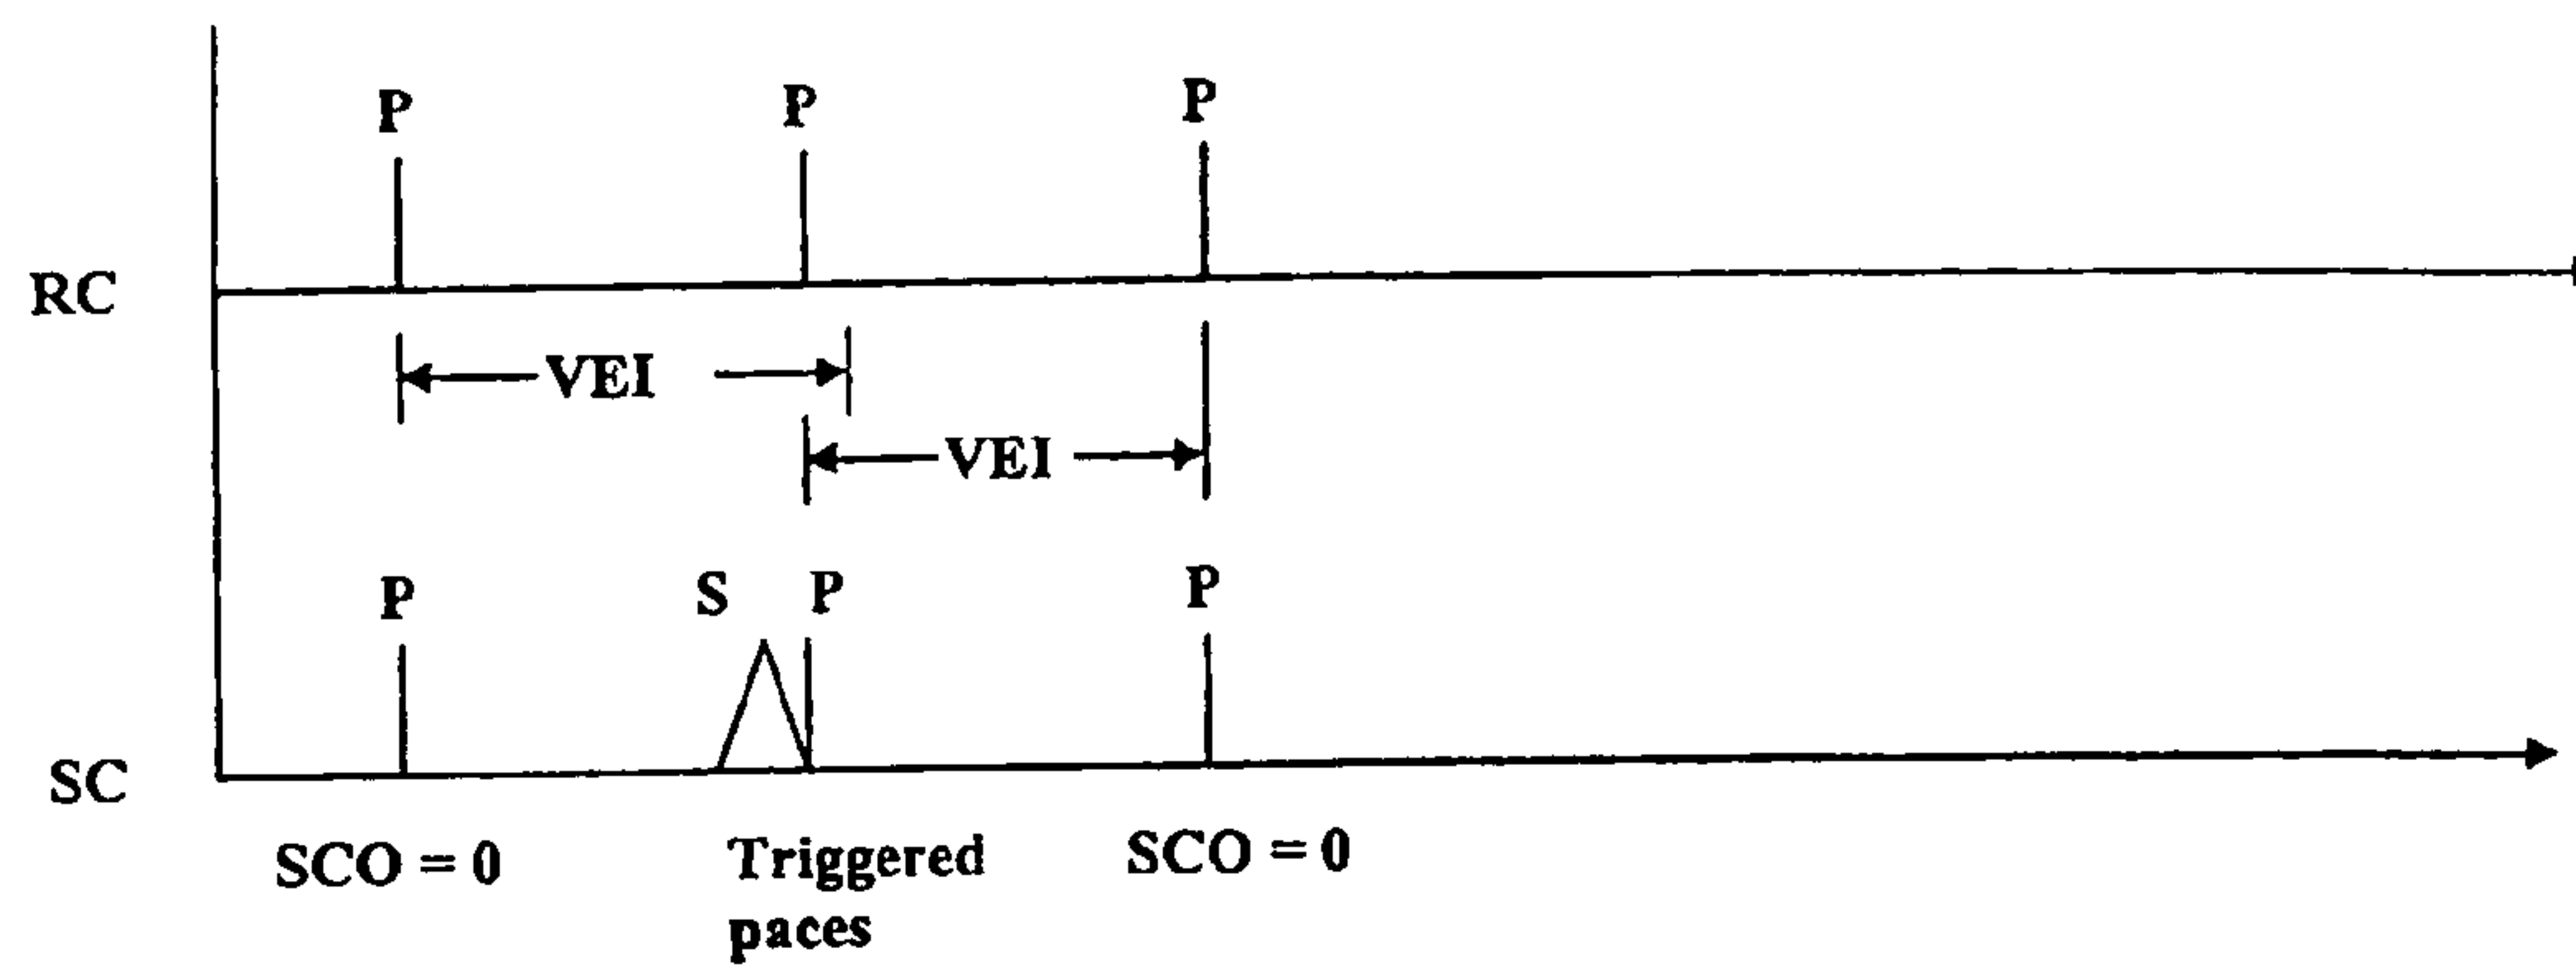 P P P
RC
VEI
VEI
P S P P
SC
SCO = 0 Triggered paces SCO = 0